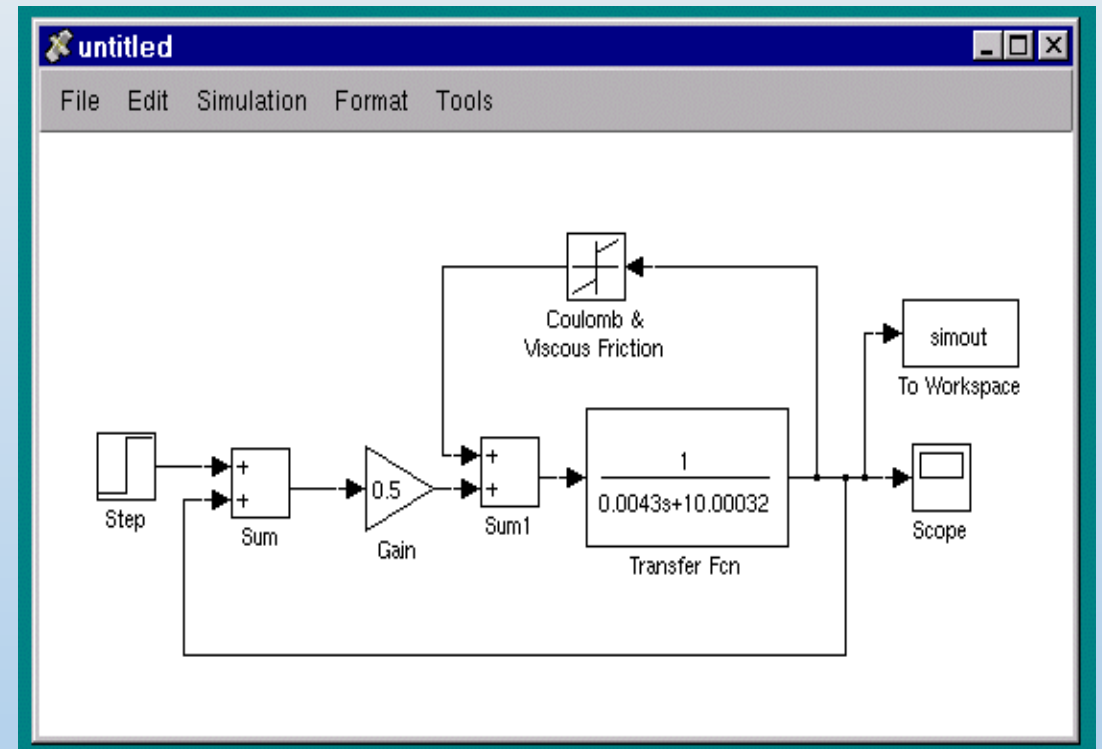 untitled
File Edit Simulation Format Tools
Coulomb &
Viscous Friction
simout
To Workspace
Step
+
+
Sum
0.5
Gain
+
+
Sum1
1
0.0043s+10.00032
Transfer Fcn
Scope